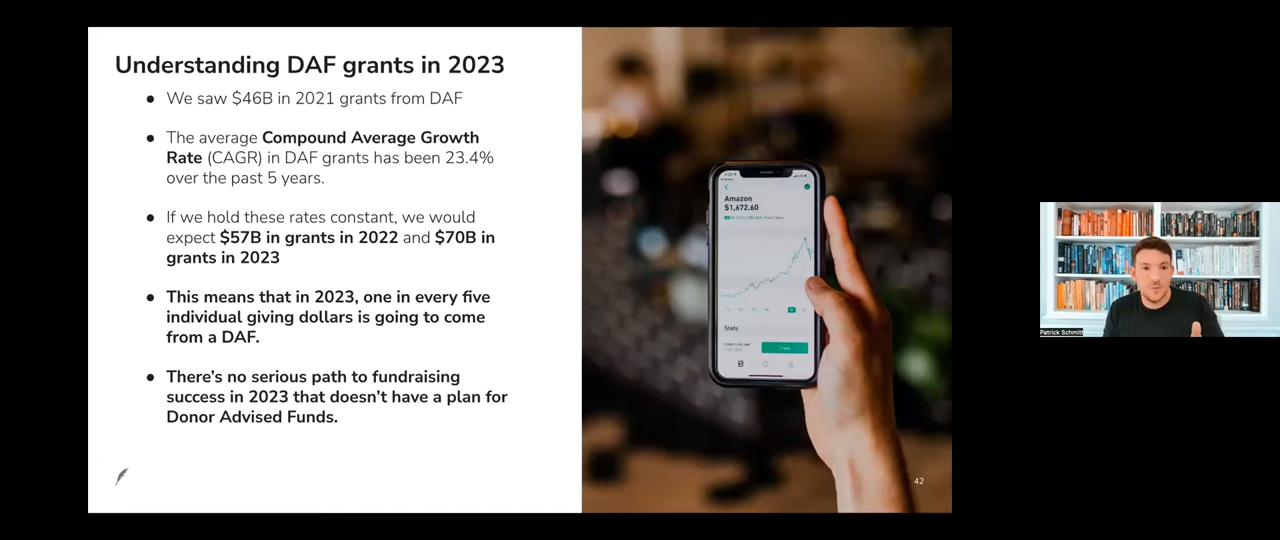 Understanding DAF grants in 2023
● We saw $46B in 2021 grants from DAF
● The average Compound Average Growth
Rate (CAGR) in DAF grants has been 23.4%
over the past 5 years.
● If we hold these rates constant, we would
expect $57B in grants in 2022 and $70B in
grants in 2023
● This means that in 2023, one in every five
individual giving dollars is going to come
from a DAF.
● There’s no serious path to fundraising
success in 2023 that doesn’t have a plan for
Donor Advised Funds.
Amazon
$1,672.60
Stats
Trade
42
Patrick Schmitt